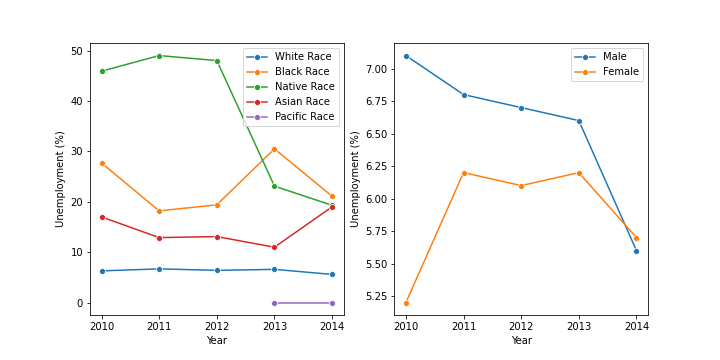 50
40
30
20
10
0
Unemployment (%)
2010 2011 2012 2013 2014
Year
White Race
Black Race
Native Race
Asian Race
Pacific Race
7.00
6.75
6.50
6.25
6.00
5.75
5.50
5.25
Unemployment (%)
2010 2011 2012 2013 2014
Year
Male
Female